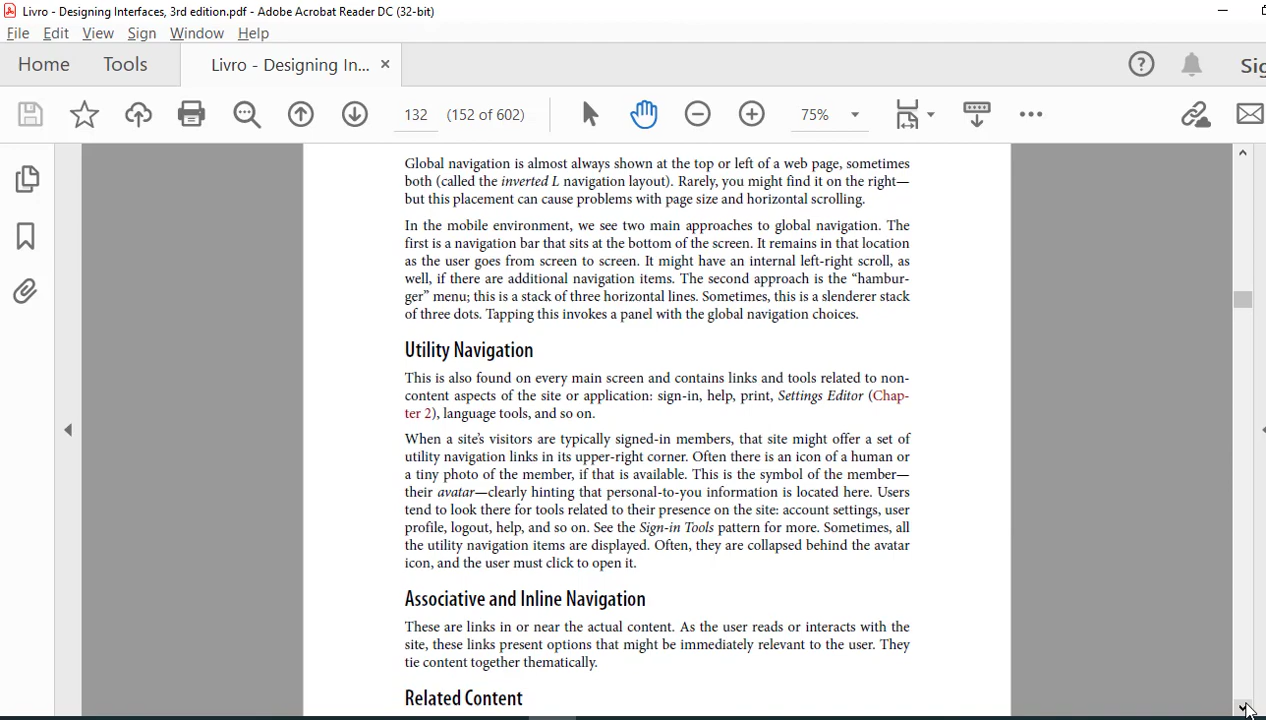 Livro - Designing Interfaces, 3rd edition.pdf - Adobe Acrobat Reader DC (32-bit)
File Edit View Sign Window Help
Home Tools Livro - Designing In... ×
132 (152 of 602) 75%
Global navigation is almost always shown at the top or left of a web page, sometimes
both (called the inverted L navigation layout). Rarely, you might find it on the right—
but this placement can cause problems with page size and horizontal scrolling.
In the mobile environment, we see two main approaches to global navigation. The
first is a navigation bar that sits at the bottom of the screen. It remains in that location
as the user goes from screen to screen. It might have an internal left-right scroll, as
well, if there are additional navigation items. The second approach is the “hambur-
ger” menu; this is a stack of three horizontal lines. Sometimes, this is a slenderer stack
of three dots. Tapping this invokes a panel with the global navigation choices.
Utility Navigation
This is also found on every main screen and contains links and tools related to non-
content aspects of the site or application: sign-in, help, print, Settings Editor (Chap-
ter 2), language tools, and so on.
When a site’s visitors are typically signed-in members, that site might offer a set of
utility navigation links in its upper-right corner. Often there is an icon of a human or
a tiny photo of the member, if that is available. This is the symbol of the member—
their avatar—clearly hinting that personal-to-you information is located here. Users
tend to look there for tools related to their presence on the site: account settings, user
profile, logout, help, and so on. See the Sign-in Tools pattern for more. Sometimes, all
the utility navigation items are displayed. Often, they are collapsed behind the avatar
icon, and the user must click to open it.
Associative and Inline Navigation
These are links in or near the actual content. As the user reads or interacts with the
site, these links present options that might be immediately relevant to the user. They
tie content together thematically.
Related Content